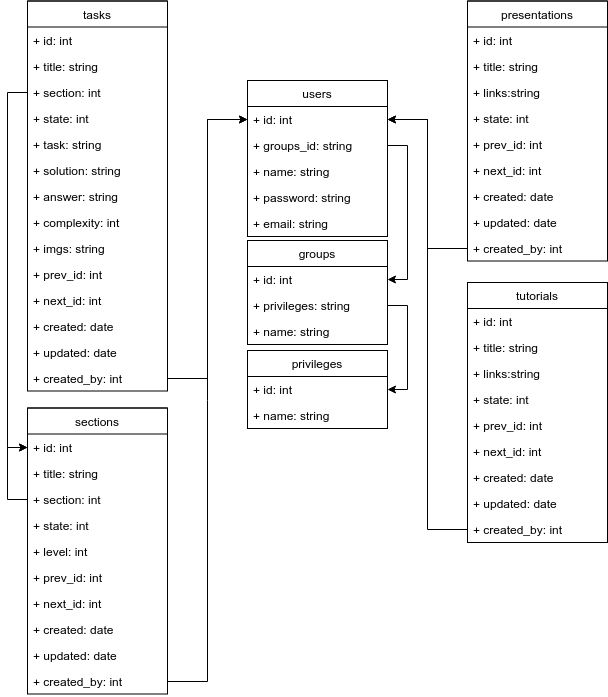 tasks
+ id: int
+ title: string
+ section: int
+ state: int
+ task: string
+ solution: string
+ answer: string
+ complexity: int
+ imgs: string
+ prev_id: int
+ next_id: int
+ created: date
+ updated: date
+ created_by: int
sections
+ id: int
+ title: string
+ section: int
+ state: int
+ level: int
+ prev_id: int
+ next_id: int
+ created: date
+ updated: date
+ created_by: int
users
+ id: int
+ groups_id: string
+ name: string
+ password: string
+ email: string
groups
+ id: int
+ privileges: string
+ name: string
privileges
+ id: int
+ name: string
presentations
+ id: int
+ title: string
+ links:string
+ state: int
+ prev_id: int
+ next_id: int
+ created: date
+ updated: date
+ created_by: int
tutorials
+ id: int
+ title: string
+ links:string
+ state: int
+ prev_id: int
+ next_id: int
+ created: date
+ updated: date
+ created_by: int